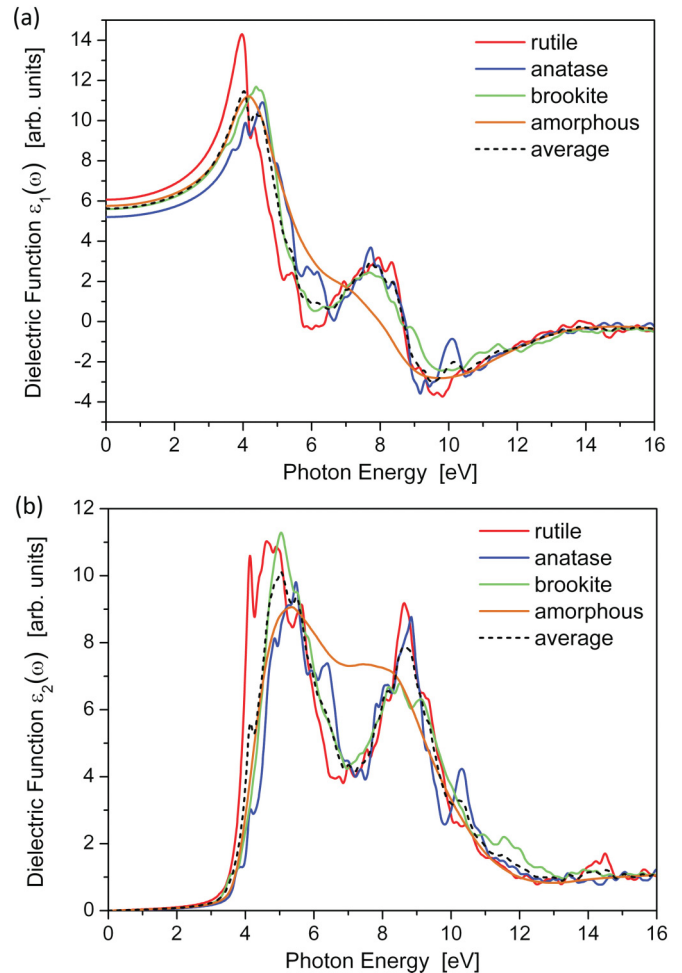 (a)
14
12
10
8
6
4
2
0
-2
-4
Dielectric Function ε₁(ω) [arb. units]
rutile
anatase
brookite
amorphous
average
0 2 4 6 8 10 12 14 16
Photon Energy [eV]
(b)
12
10
8
6
4
2
0
Dielectric Function ε₂(ω) [arb. units]
rutile
anatase
brookite
amorphous
average
0 2 4 6 8 10 12 14 16
Photon Energy [eV]